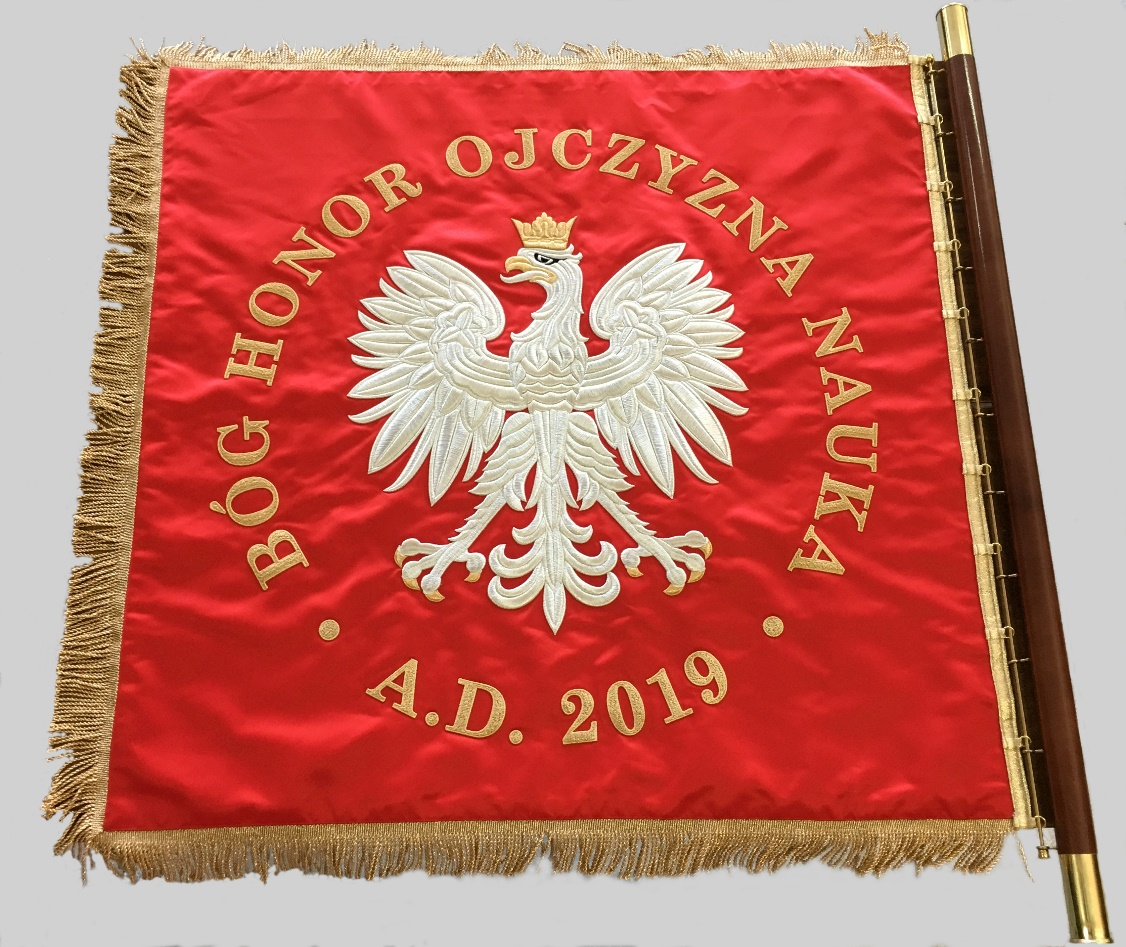 BÓG HONOR OJCZYZNA NAUKA
• A.D. 2019 •